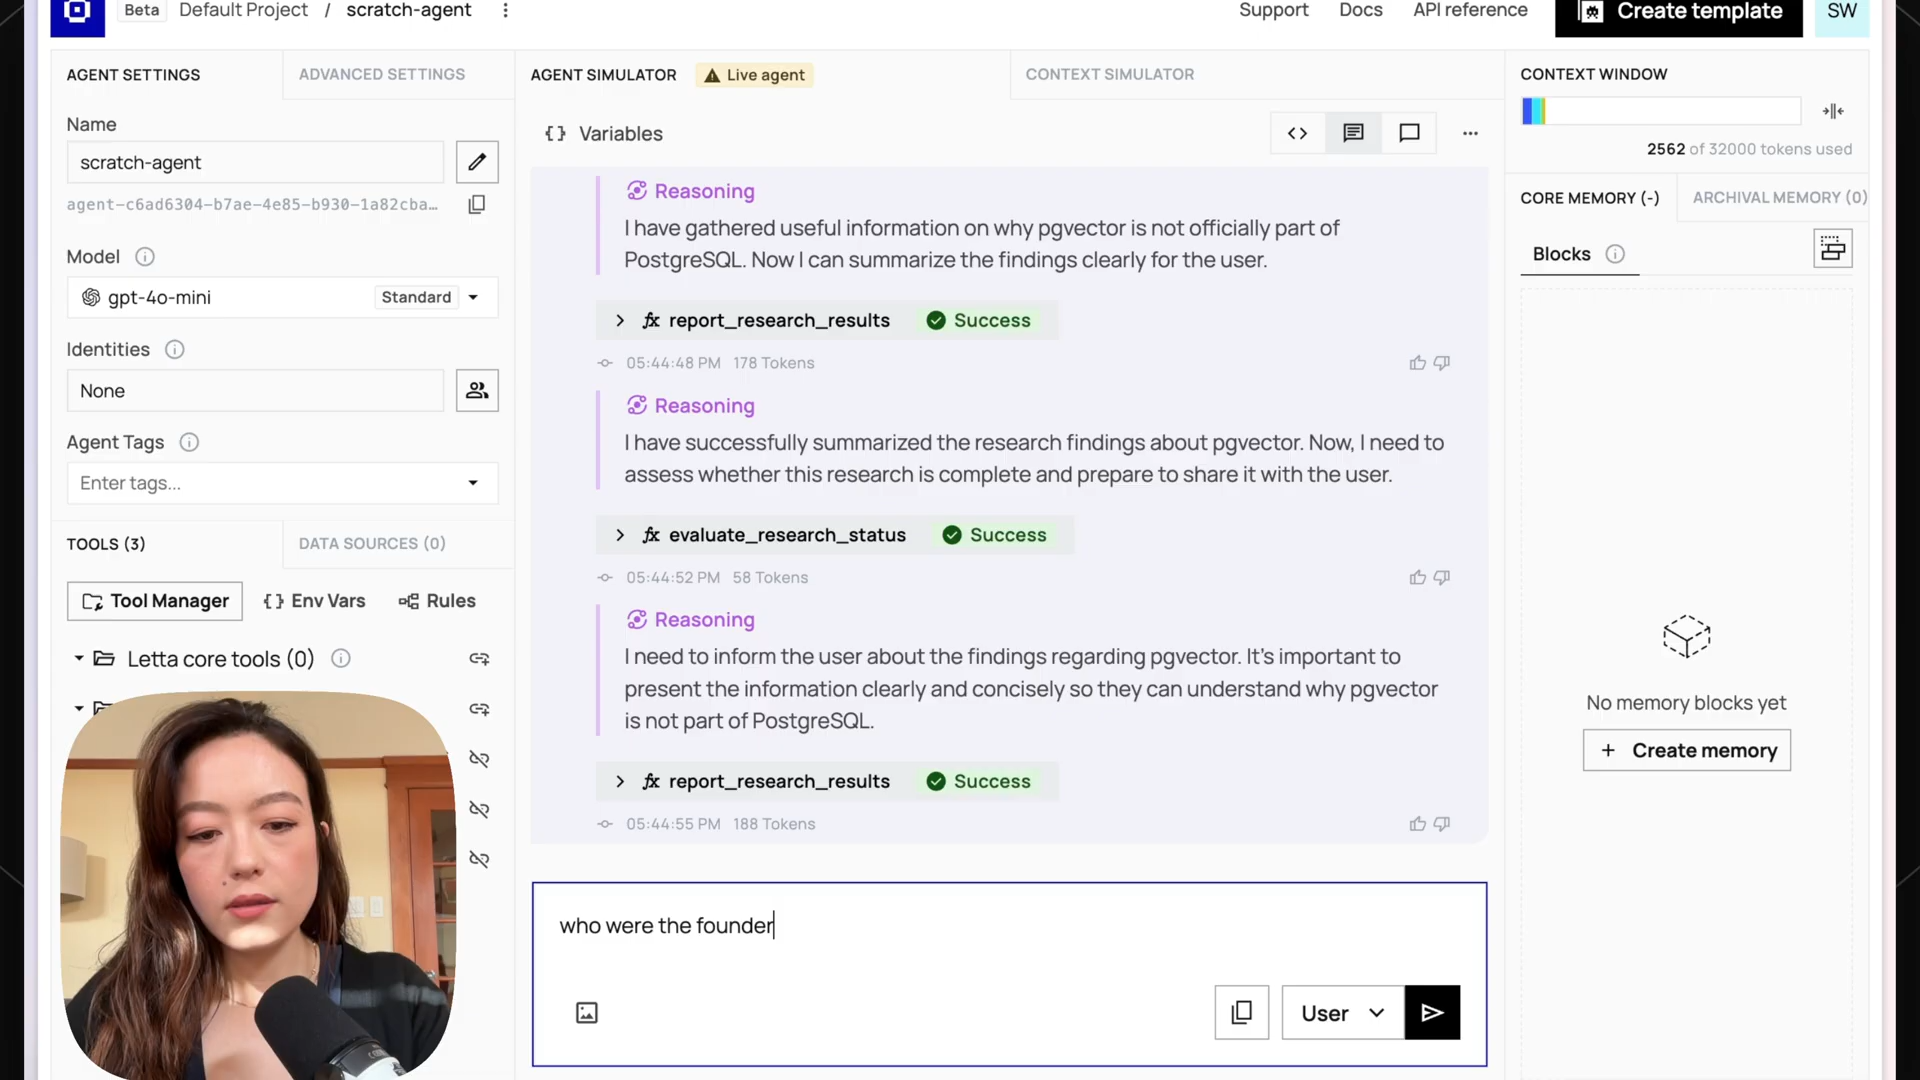 Beta
Default Project / scratch-agent
Support
Docs
API reference
Create template
SW
AGENT SETTINGS
ADVANCED SETTINGS
Name
scratch-agent
agent-c6ad6304-b7ae-4e85-b930-1a82cba...
Model
gpt-4o-mini
Standard
Identities
None
Agent Tags
Enter tags...
TOOLS (3)
DATA SOURCES (0)
Tool Manager
{} Env Vars
Rules
Letta core tools (0)
AGENT SIMULATOR
Live agent
CONTEXT SIMULATOR
{} Variables
Reasoning
I have gathered useful information on why pgvector is not officially part of
PostgreSQL. Now I can summarize the findings clearly for the user.
fx report_research_results
Success
05:44:48 PM 178 Tokens
Reasoning
I have successfully summarized the research findings about pgvector. Now, I need to
assess whether this research is complete and prepare to share it with the user.
fx evaluate_research_status
Success
05:44:52 PM 58 Tokens
Reasoning
I need to inform the user about the findings regarding pgvector. It's important to
present the information clearly and concisely so they can understand why pgvector
is not part of PostgreSQL.
fx report_research_results
Success
05:44:55 PM 188 Tokens
who were the founder
User
CONTEXT WINDOW
2562 of 32000 tokens used
CORE MEMORY (-)
ARCHIVAL MEMORY (0)
Blocks
No memory blocks yet
+ Create memory